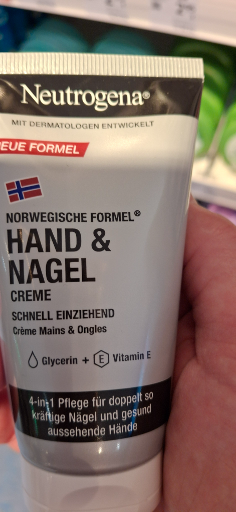 Neutrogena®
MIT DERMATOLOGEN ENTWICKELT
NEUE FORMEL
NORWEGISCHE FORMEL®
HAND &
NAGEL
CREME
SCHNELL EINZIEHEND
Crème Mains & Ongles
Glycerin + E Vitamin E
4-in-1 Pflege für doppelt so
kräftige Nägel und gesund
aussehende Hände